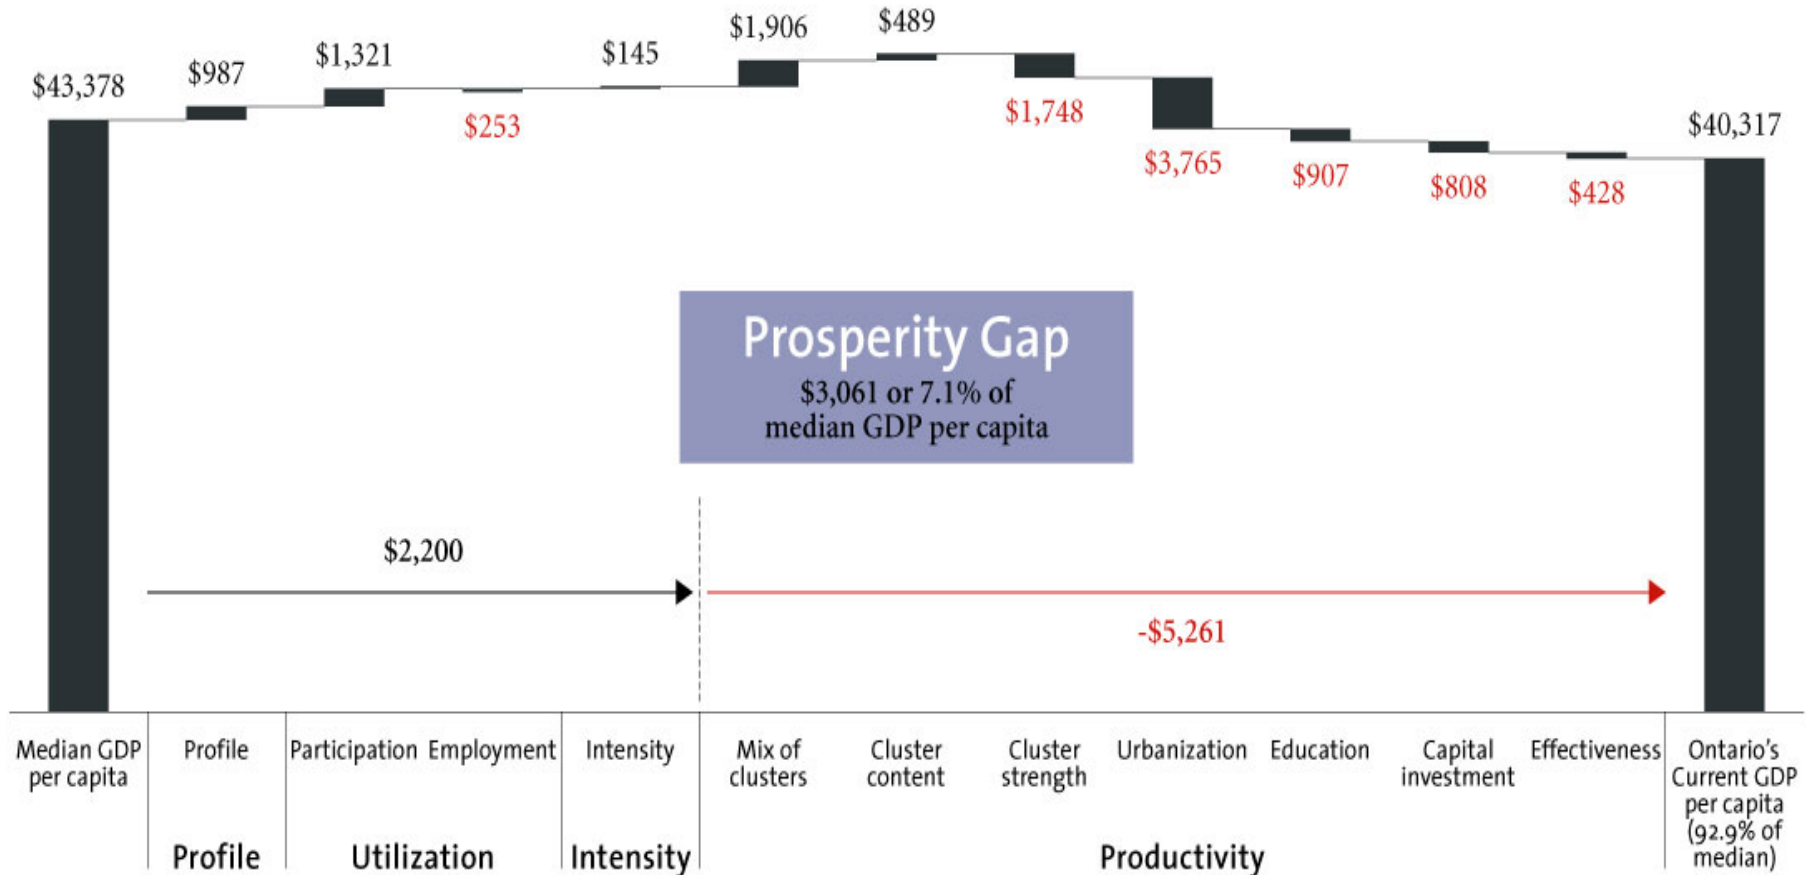 $43,378
$987
$1,321
$253
$145
$1,906
$489
$1,748
$3,765
$907
$808
$428
$40,317
Prosperity Gap
$3,061 or 7.1% of
median GDP per capita
$2,200
-$5,261
Median GDP
per capita
Profile
Participation
Employment
Intensity
Mix of
clusters
Cluster
content
Cluster
strength
Urbanization
Education
Capital
investment
Effectiveness
Ontario's
Current GDP
per capita
(92.9% of
median)
Profile
Utilization
Intensity
Productivity